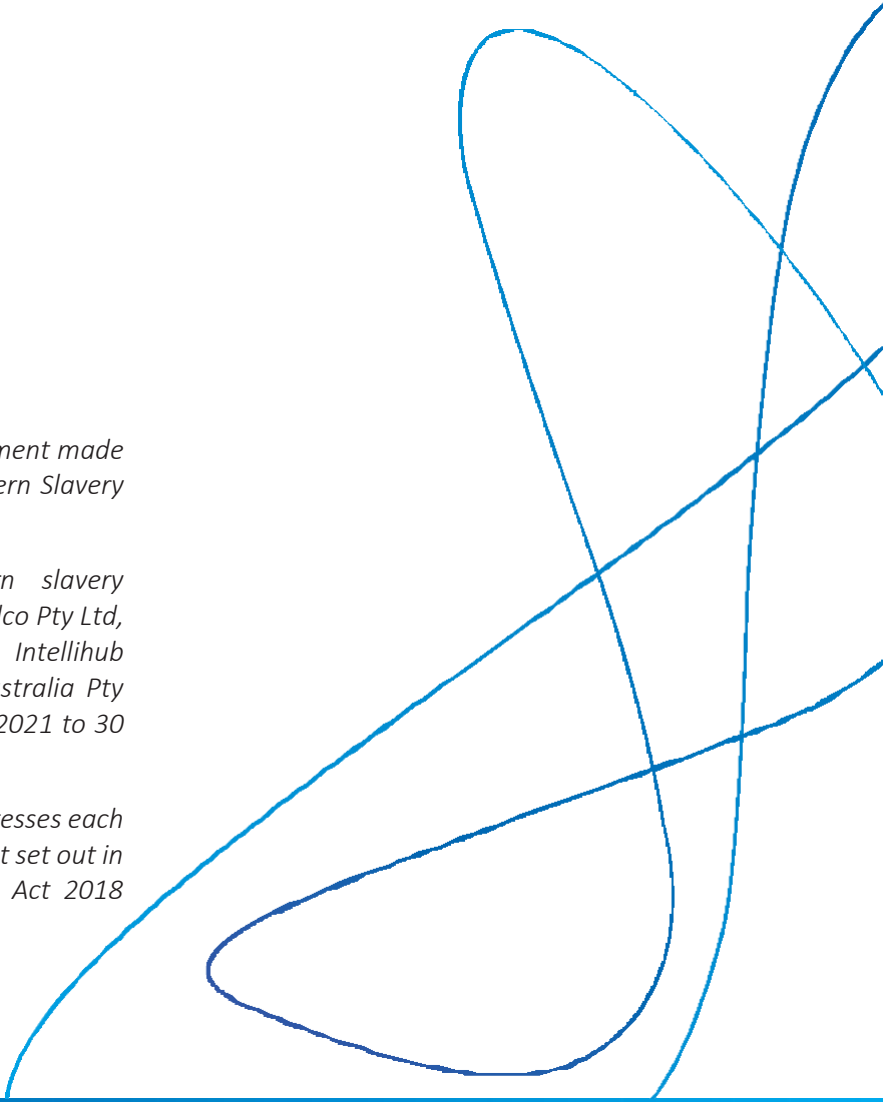 ment made
ern Slavery
n slavery
lco Pty Ltd,
Intellihub
stralia Pty
2021 to 30
esses each
t set out in
Act 2018